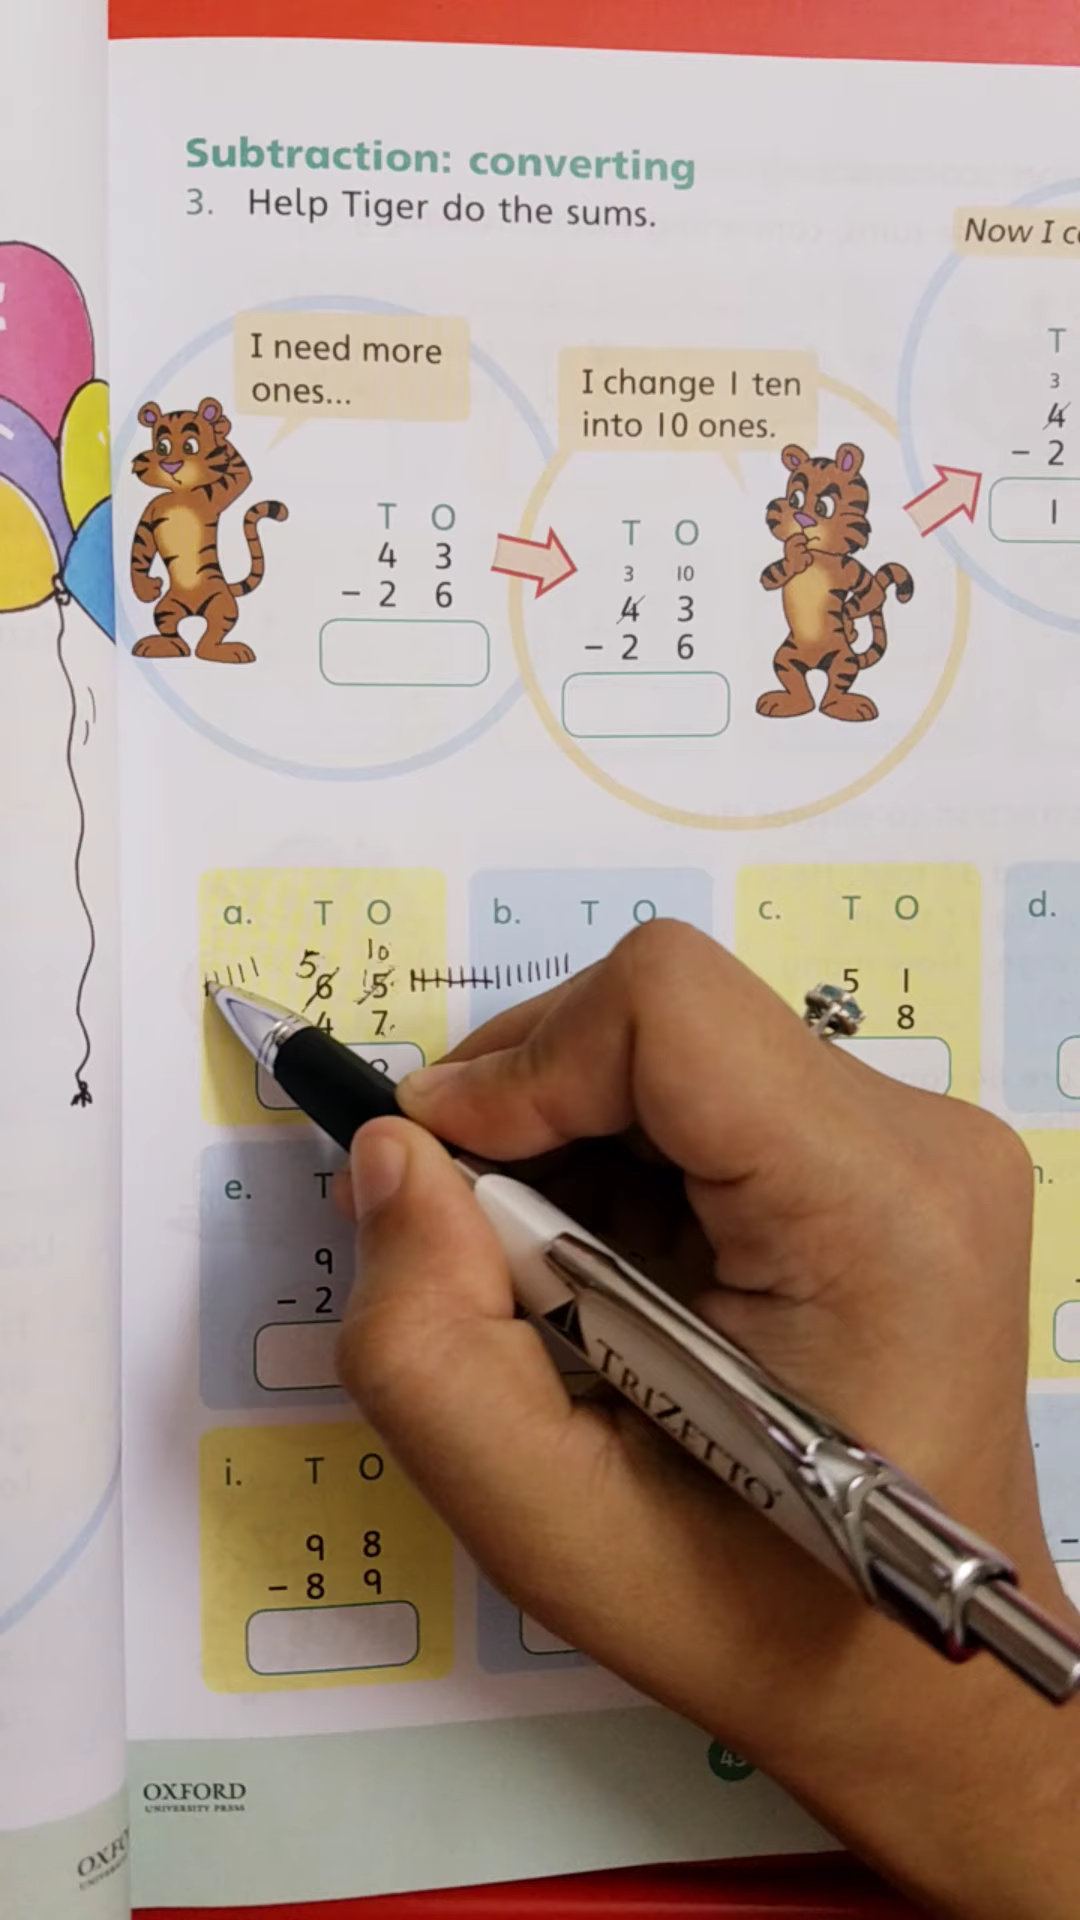 Subtraction: converting
3. Help Tiger do the sums.
Now I
I need more
ones...
I change 1 ten
into 10 ones.
T O
4 3
- 2 6
T O
3 10
4 3
- 2 6
T
3
4
- 2
1
a. T O
10
5
6 5
4 7
b. T O
c. T O
5 1
8
d.
e. T
9
- 2
i. T O
9 8
- 8 9
TRIZETTO
OXFORD
UNIVERSITY PRESS